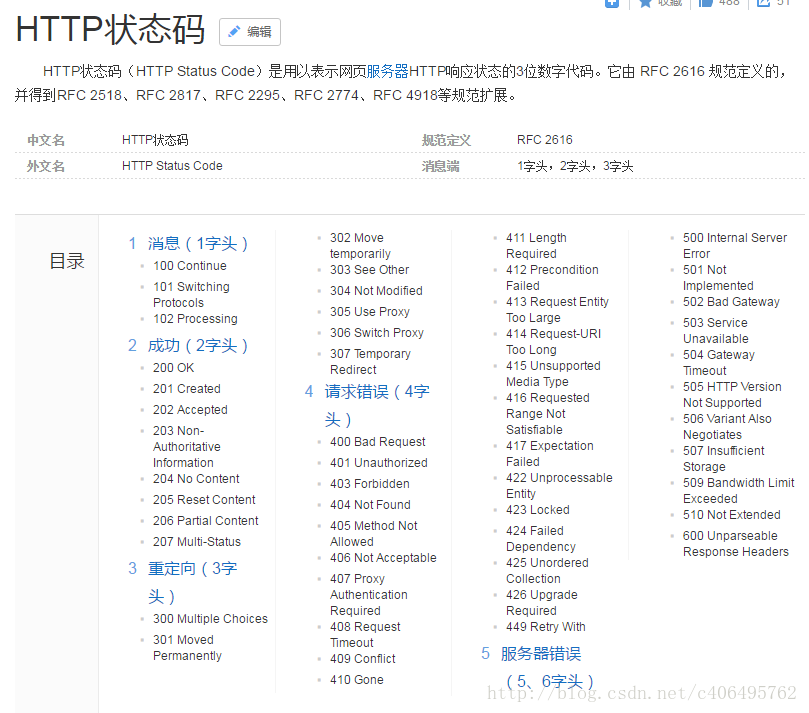 收藏
488
51
HTTP状态码
编辑
HTTP状态码（HTTP Status Code）是用以表示网页服务器HTTP响应状态的3位数字代码。它由 RFC 2616 规范定义的，
并得到RFC 2518、RFC 2817、RFC 2295、RFC 2774、RFC 4918等规范扩展。
中文名
HTTP状态码
规范定义
RFC 2616
外文名
HTTP Status Code
消息端
1字头，2字头，3字头
目录
1 消息（1字头）
100 Continue
101 Switching
Protocols
102 Processing
2 成功（2字头）
200 OK
201 Created
202 Accepted
203 Non-
Authoritative
Information
204 No Content
205 Reset Content
206 Partial Content
207 Multi-Status
3 重定向（3字
头）
300 Multiple Choices
301 Moved
Permanently
302 Move
temporarily
303 See Other
304 Not Modified
305 Use Proxy
306 Switch Proxy
307 Temporary
Redirect
4 请求错误（4字
头）
400 Bad Request
401 Unauthorized
403 Forbidden
404 Not Found
405 Method Not
Allowed
406 Not Acceptable
407 Proxy
Authentication
Required
408 Request
Timeout
409 Conflict
410 Gone
411 Length
Required
412 Precondition
Failed
413 Request Entity
Too Large
414 Request-URI
Too Long
415 Unsupported
Media Type
416 Requested
Range Not
Satisfiable
417 Expectation
Failed
422 Unprocessable
Entity
423 Locked
424 Failed
Dependency
425 Unordered
Collection
426 Upgrade
Required
449 Retry With
5 服务器错误
（5、6字头）
500 Internal Server
Error
501 Not
Implemented
502 Bad Gateway
503 Service
Unavailable
504 Gateway
Timeout
505 HTTP Version
Not Supported
506 Variant Also
Negotiates
507 Insufficient
Storage
509 Bandwidth Limit
Exceeded
510 Not Extended
600 Unparseable
Response Headers
http://blog.csdn.net/c406495762